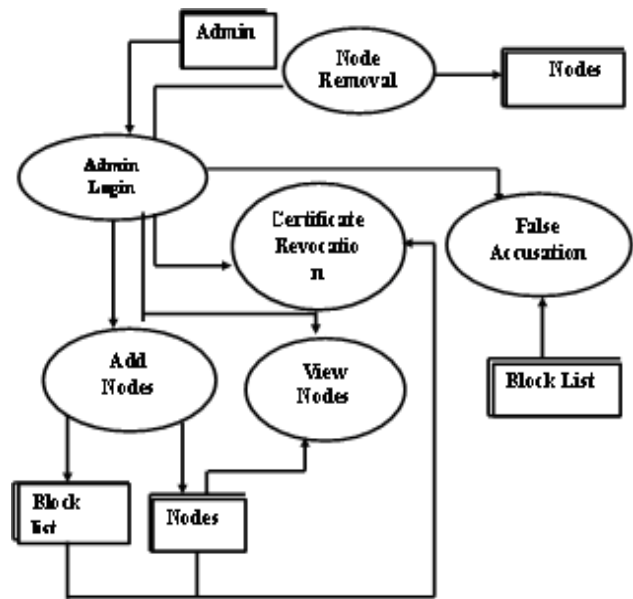 Admin
Node
Removal
Nodes
Admin
Login
Certificate
Revocatio
n
False
Accusation
Add
Nodes
View
Nodes
Block List
Block
list
Nodes